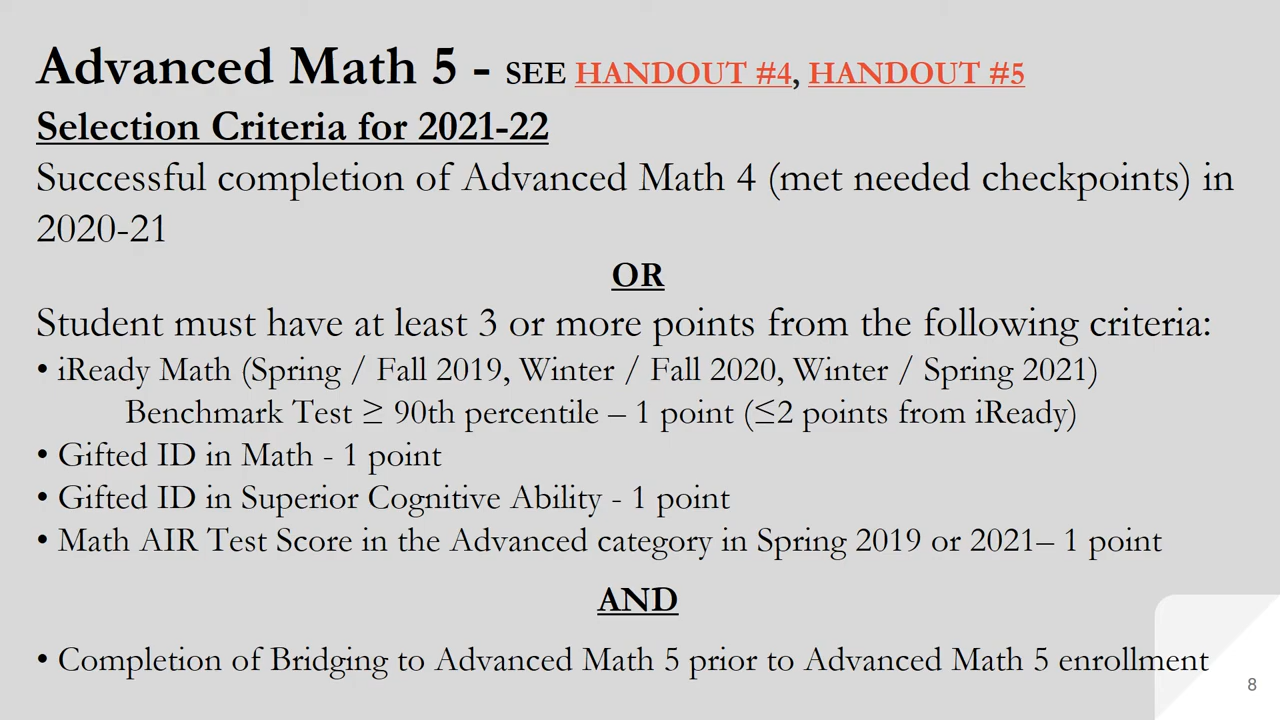 Advanced Math 5 - SEE HANDOUT #4, HANDOUT #5
Selection Criteria for 2021-22
Successful completion of Advanced Math 4 (met needed checkpoints) in
2020-21
OR
Student must have at least 3 or more points from the following criteria:
• iReady Math (Spring / Fall 2019, Winter / Fall 2020, Winter / Spring 2021)
Benchmark Test ≥ 90th percentile – 1 point (≤2 points from iReady)
• Gifted ID in Math - 1 point
• Gifted ID in Superior Cognitive Ability - 1 point
• Math AIR Test Score in the Advanced category in Spring 2019 or 2021– 1 point
AND
• Completion of Bridging to Advanced Math 5 prior to Advanced Math 5 enrollment
8